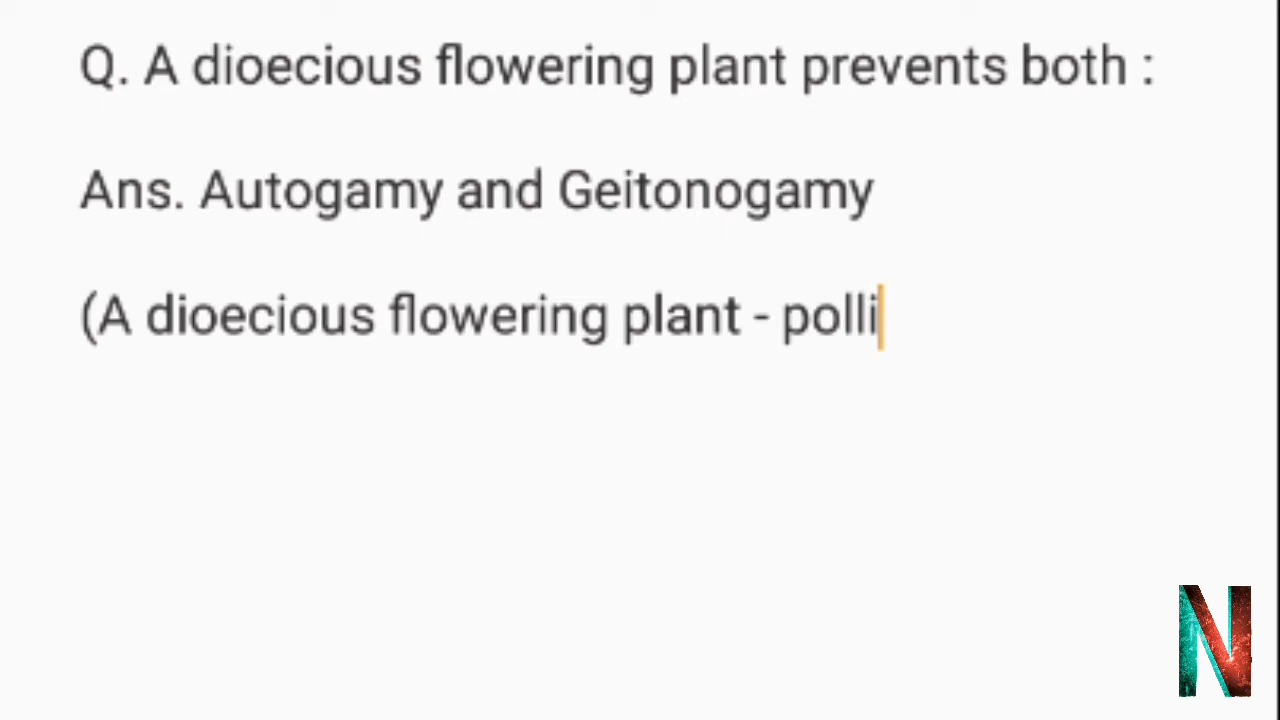 Q. A dioecious flowering plant prevents both :
Ans. Autogamy and Geitonogamy
(A dioecious flowering plant - polli
N